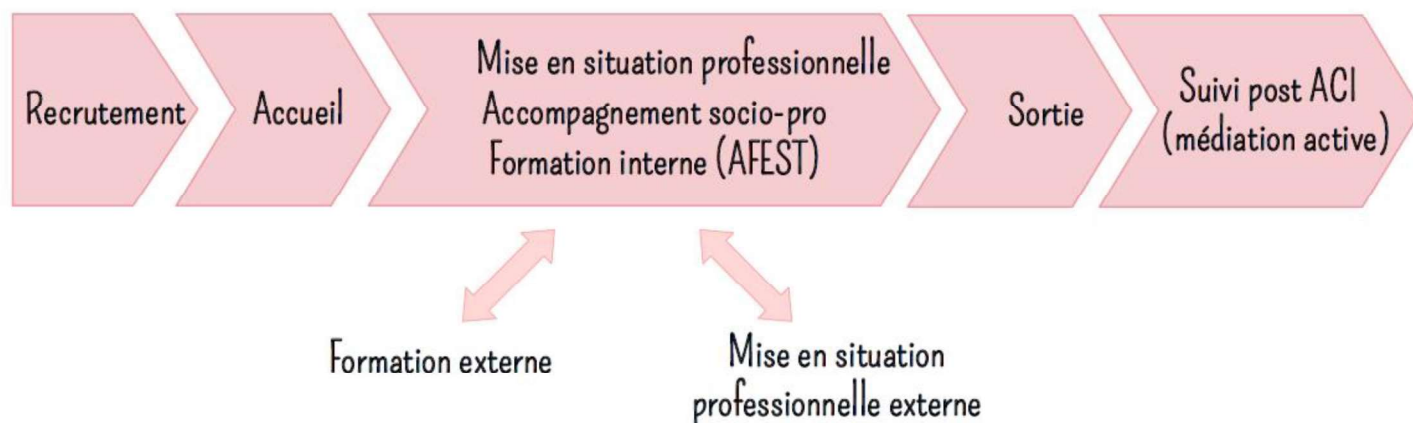 Recrutement
Accueil
Mise en situation professionnelle
Accompagnement socio-pro
Formation interne (AFEST)
Sortie
Suivi post ACI
(médiation active)
Formation externe
Mise en situation
professionnelle externe